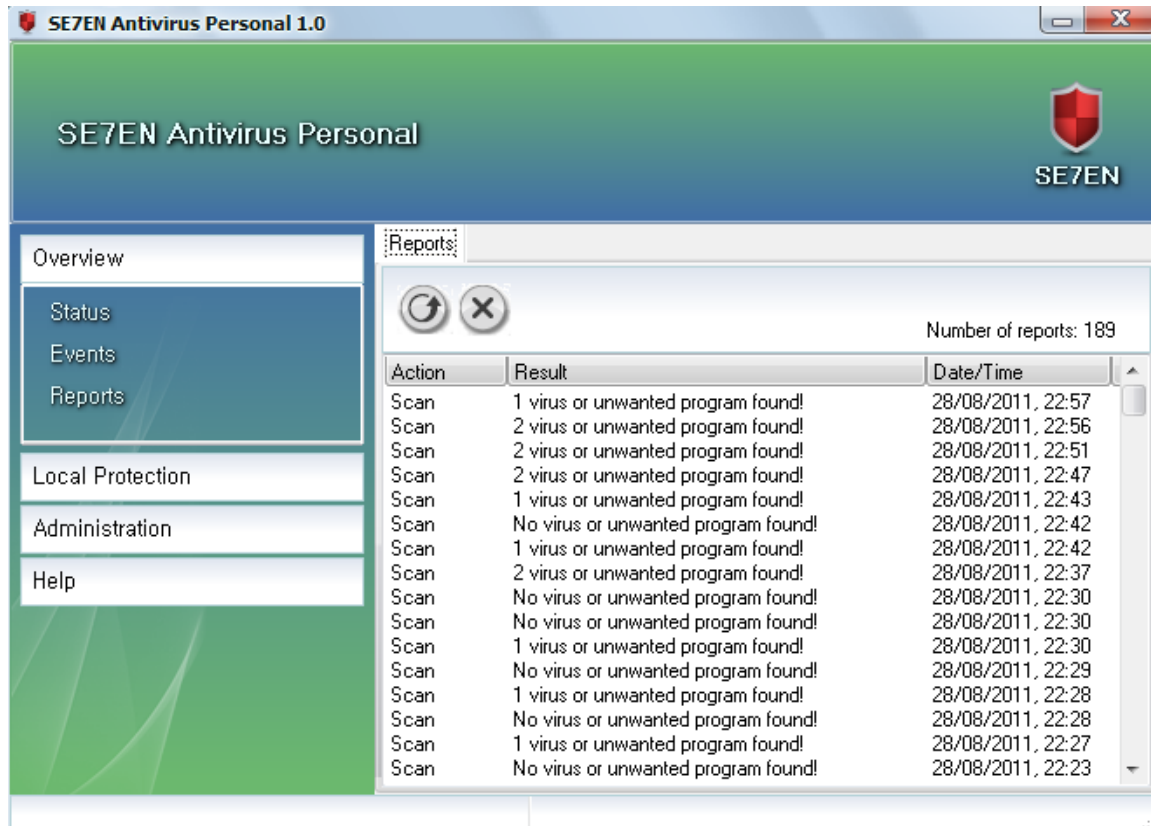 SE7EN Antivirus Personal 1.0
SE7EN Antivirus Personal
SE7EN
Overview
Status
Events
Reports
Local Protection
Administration
Help
Reports
Number of reports: 189
Action Result Date/Time
Scan 1 virus or unwanted program found! 28/08/2011, 22:57
Scan 2 virus or unwanted program found! 28/08/2011, 22:56
Scan 2 virus or unwanted program found! 28/08/2011, 22:51
Scan 2 virus or unwanted program found! 28/08/2011, 22:47
Scan 1 virus or unwanted program found! 28/08/2011, 22:43
Scan No virus or unwanted program found! 28/08/2011, 22:42
Scan 1 virus or unwanted program found! 28/08/2011, 22:42
Scan 2 virus or unwanted program found! 28/08/2011, 22:37
Scan No virus or unwanted program found! 28/08/2011, 22:30
Scan No virus or unwanted program found! 28/08/2011, 22:30
Scan 1 virus or unwanted program found! 28/08/2011, 22:30
Scan No virus or unwanted program found! 28/08/2011, 22:29
Scan 1 virus or unwanted program found! 28/08/2011, 22:28
Scan No virus or unwanted program found! 28/08/2011, 22:28
Scan 1 virus or unwanted program found! 28/08/2011, 22:27
Scan No virus or unwanted program found! 28/08/2011, 22:23